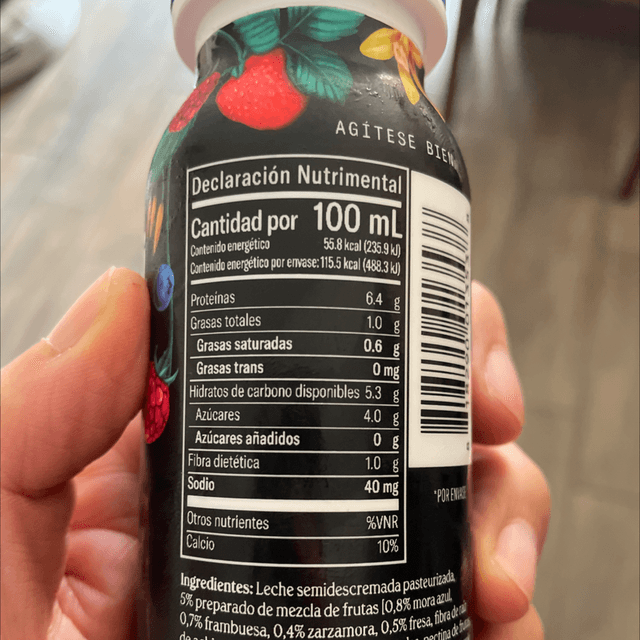 AGÍTESE BIEN
Declaración Nutrimental
Cantidad por 100 mL
Contenido energético 55.8 kcal (235.9 kJ)
Contenido energético por envase: 115.5 kcal (488.3 kJ)
Proteínas 6.4 g
Grasas totales 1.0 g
Grasas saturadas 0.6 g
Grasas trans 0 mg
Hidratos de carbono disponibles 5.3 g
Azúcares 4.0 g
Azúcares añadidos 0 g
Fibra dietética 1.0 g
Sodio 40 mg
Otros nutrientes %VNR
Calcio 10%
*POR ENVASE
Ingredientes: Leche semidescremada pasteurizada,
5% preparado de mezcla de frutas [0,8% mora azul,
0,7% frambuesa, 0,4% zarzamora, 0,5% fresa, fibra de
pectina de